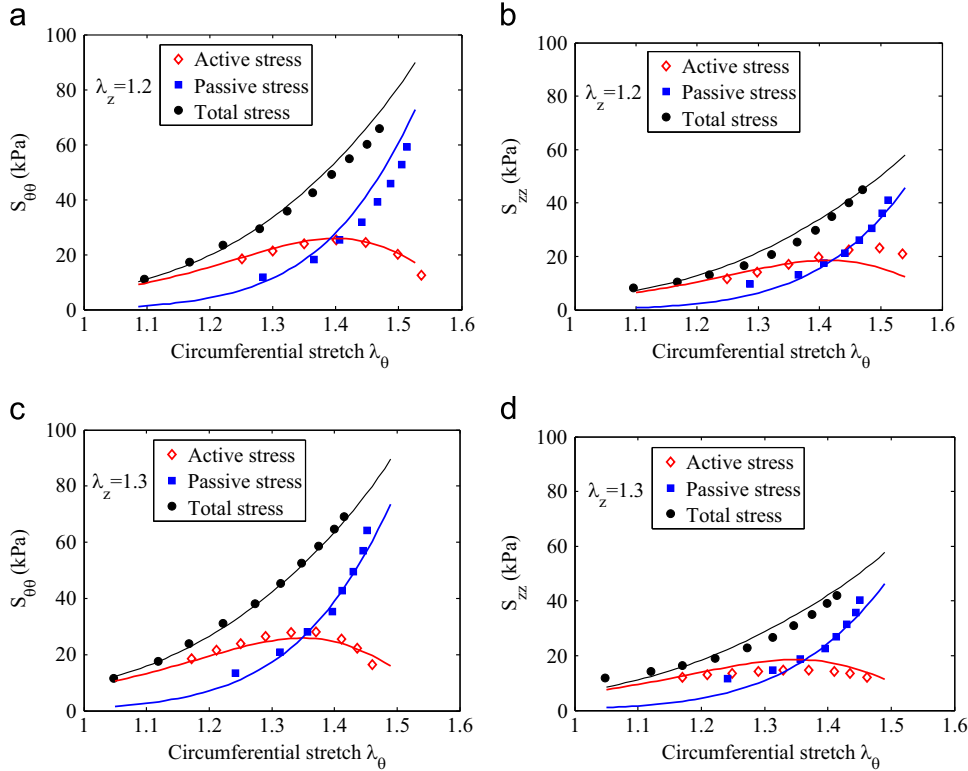 a
100
80
60
40
20
0
S_θθ (kPa)
λ_z=1.2
Active stress
Passive stress
Total stress
1 1.1 1.2 1.3 1.4 1.5 1.6
Circumferential stretch λ_θ
b
100
80
60
40
20
0
S_zz (kPa)
λ_z=1.2
Active stress
Passive stress
Total stress
1 1.1 1.2 1.3 1.4 1.5 1.6
Circumferential stretch λ_θ
c
100
80
60
40
20
0
S_θθ (kPa)
λ_z=1.3
Active stress
Passive stress
Total stress
1 1.1 1.2 1.3 1.4 1.5 1.6
Circumferential stretch λ_θ
d
100
80
60
40
20
0
S_zz (kPa)
λ_z=1.3
Active stress
Passive stress
Total stress
1 1.1 1.2 1.3 1.4 1.5 1.6
Circumferential stretch λ_θ